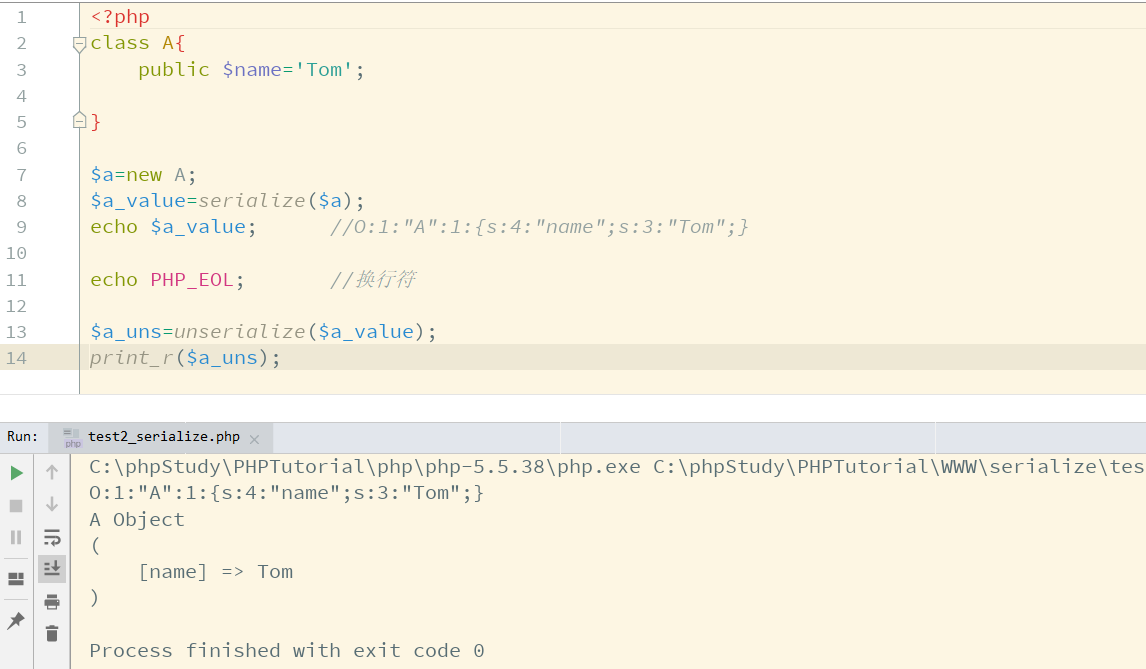 1 <?php
2 class A{
3     public $name='Tom';
4
5 }
6
7 $a=new A;
8 $a_value=serialize($a);
9 echo $a_value;      //O:1:"A":1:{s:4:"name";s:3:"Tom";}
10
11 echo PHP_EOL;       //换行符
12
13 $a_uns=unserialize($a_value);
14 print_r($a_uns);
Run: php test2_serialize.php
C:\phpStudy\PHPTutorial\php\php-5.5.38\php.exe C:\phpStudy\PHPTutorial\WWW\serialize\tes
O:1:"A":1:{s:4:"name";s:3:"Tom";}
A Object
(
    [name] => Tom
)
Process finished with exit code 0